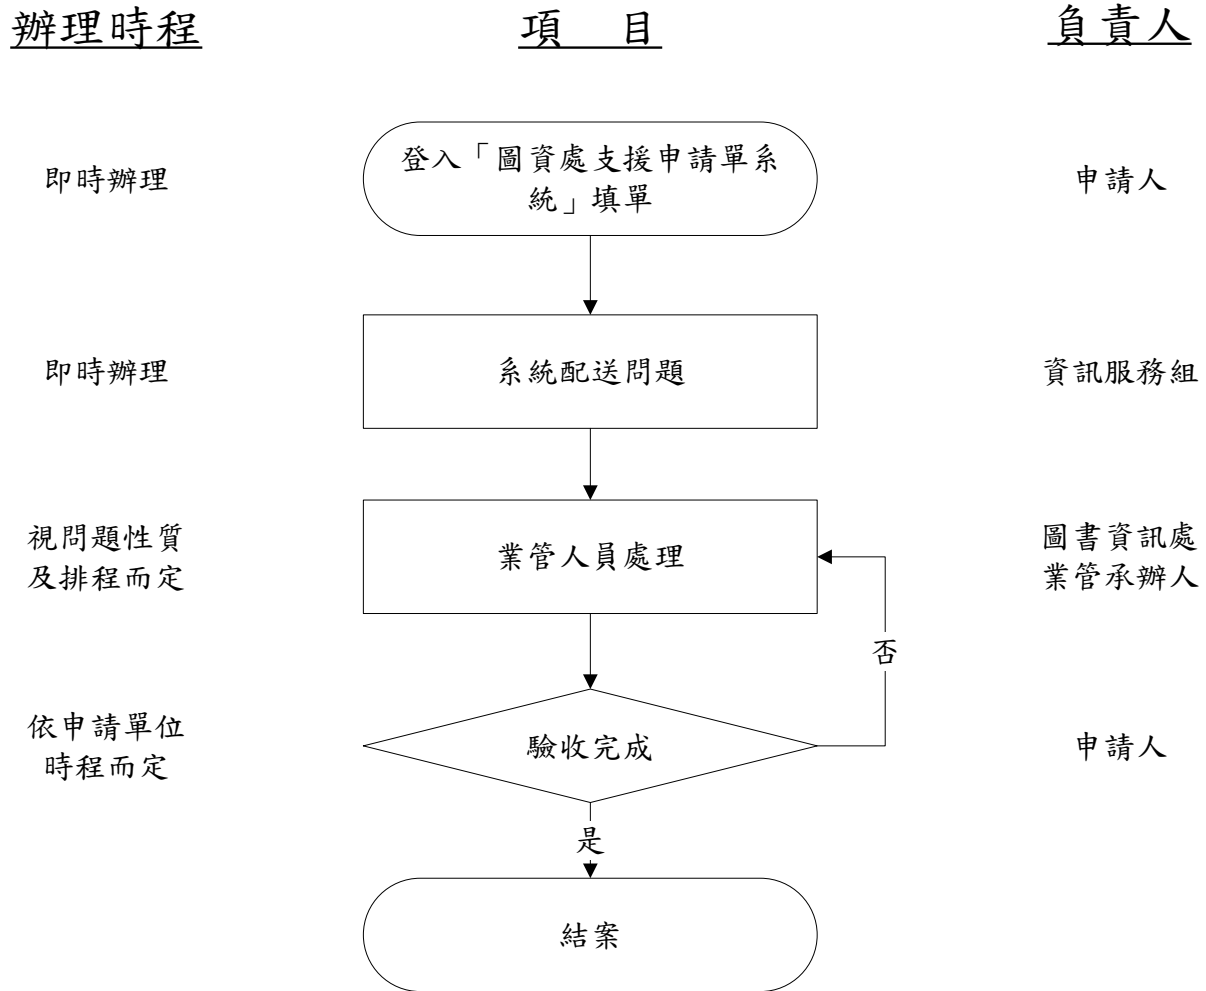 辦理時程
項 目
負責人
即時辦理
登入「圖資處支援申請單系
統」填單
申請人
即時辦理
系統配送問題
資訊服務組
視問題性質
及排程而定
業管人員處理
圖書資訊處
業管承辦人
否
依申請單位
時程而定
驗收完成
申請人
是
結案